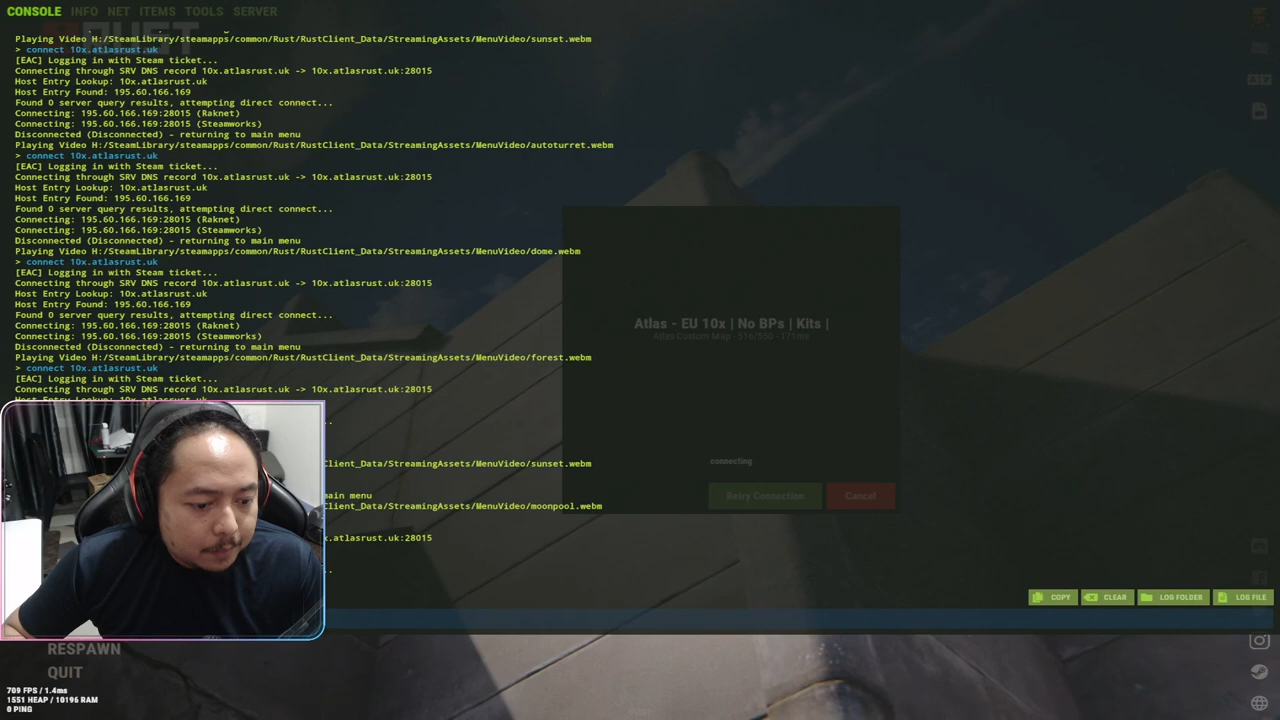 CONSOLE INFO NET ITEMS TOOLS SERVER
Playing Video H:/SteamLibrary/steamapps/common/Rust/RustClient_Data/StreamingAssets/MenuVideo/sunset.webm
> connect 10x.atlasrust.uk
[EAC] Logging in with Steam ticket...
Connecting through SRV DNS record 10x.atlasrust.uk -> 10x.atlasrust.uk:28015
Host Entry Lookup: 10x.atlasrust.uk
Host Entry Found: 195.60.166.169
Found 0 server query results, attempting direct connect...
Connecting: 195.60.166.169:28015 (Raknet)
Connecting: 195.60.166.169:28015 (Steamworks)
Disconnected (Disconnected) - returning to main menu
Playing Video H:/SteamLibrary/steamapps/common/Rust/RustClient_Data/StreamingAssets/MenuVideo/autoturret.webm
> connect 10x.atlasrust.uk
[EAC] Logging in with Steam ticket...
Connecting through SRV DNS record 10x.atlasrust.uk -> 10x.atlasrust.uk:28015
Host Entry Lookup: 10x.atlasrust.uk
Host Entry Found: 195.60.166.169
Found 0 server query results, attempting direct connect...
Connecting: 195.60.166.169:28015 (Raknet)
Connecting: 195.60.166.169:28015 (Steamworks)
Disconnected (Disconnected) - returning to main menu
Playing Video H:/SteamLibrary/steamapps/common/Rust/RustClient_Data/StreamingAssets/MenuVideo/dome.webm
> connect 10x.atlasrust.uk
[EAC] Logging in with Steam ticket...
Connecting through SRV DNS record 10x.atlasrust.uk -> 10x.atlasrust.uk:28015
Host Entry Lookup: 10x.atlasrust.uk
Host Entry Found: 195.60.166.169
Found 0 server query results, attempting direct connect...
Connecting: 195.60.166.169:28015 (Raknet)
Connecting: 195.60.166.169:28015 (Steamworks)
Disconnected (Disconnected) - returning to main menu
Playing Video H:/SteamLibrary/steamapps/common/Rust/RustClient_Data/StreamingAssets/MenuVideo/forest.webm
> connect 10x.atlasrust.uk
[EAC] Logging in with Steam ticket...
Connecting through SRV DNS record 10x.atlasrust.uk -> 10x.atlasrust.uk:28015
Client_Data/StreamingAssets/MenuVideo/sunset.webm
main menu
Client_Data/StreamingAssets/MenuVideo/moonpool.webm
x.atlasrust.uk:28015
Atlas - EU 10x | No BPs | Kits |
Atlas Custom Map - 516/550 - 171ms
connecting
Retry Connection Cancel
COPY CLEAR LOG FOLDER LOG FILE
RESPAWN
QUIT
709 FPS / 1.4ms
1551 HEAP / 10196 RAM
0 PING